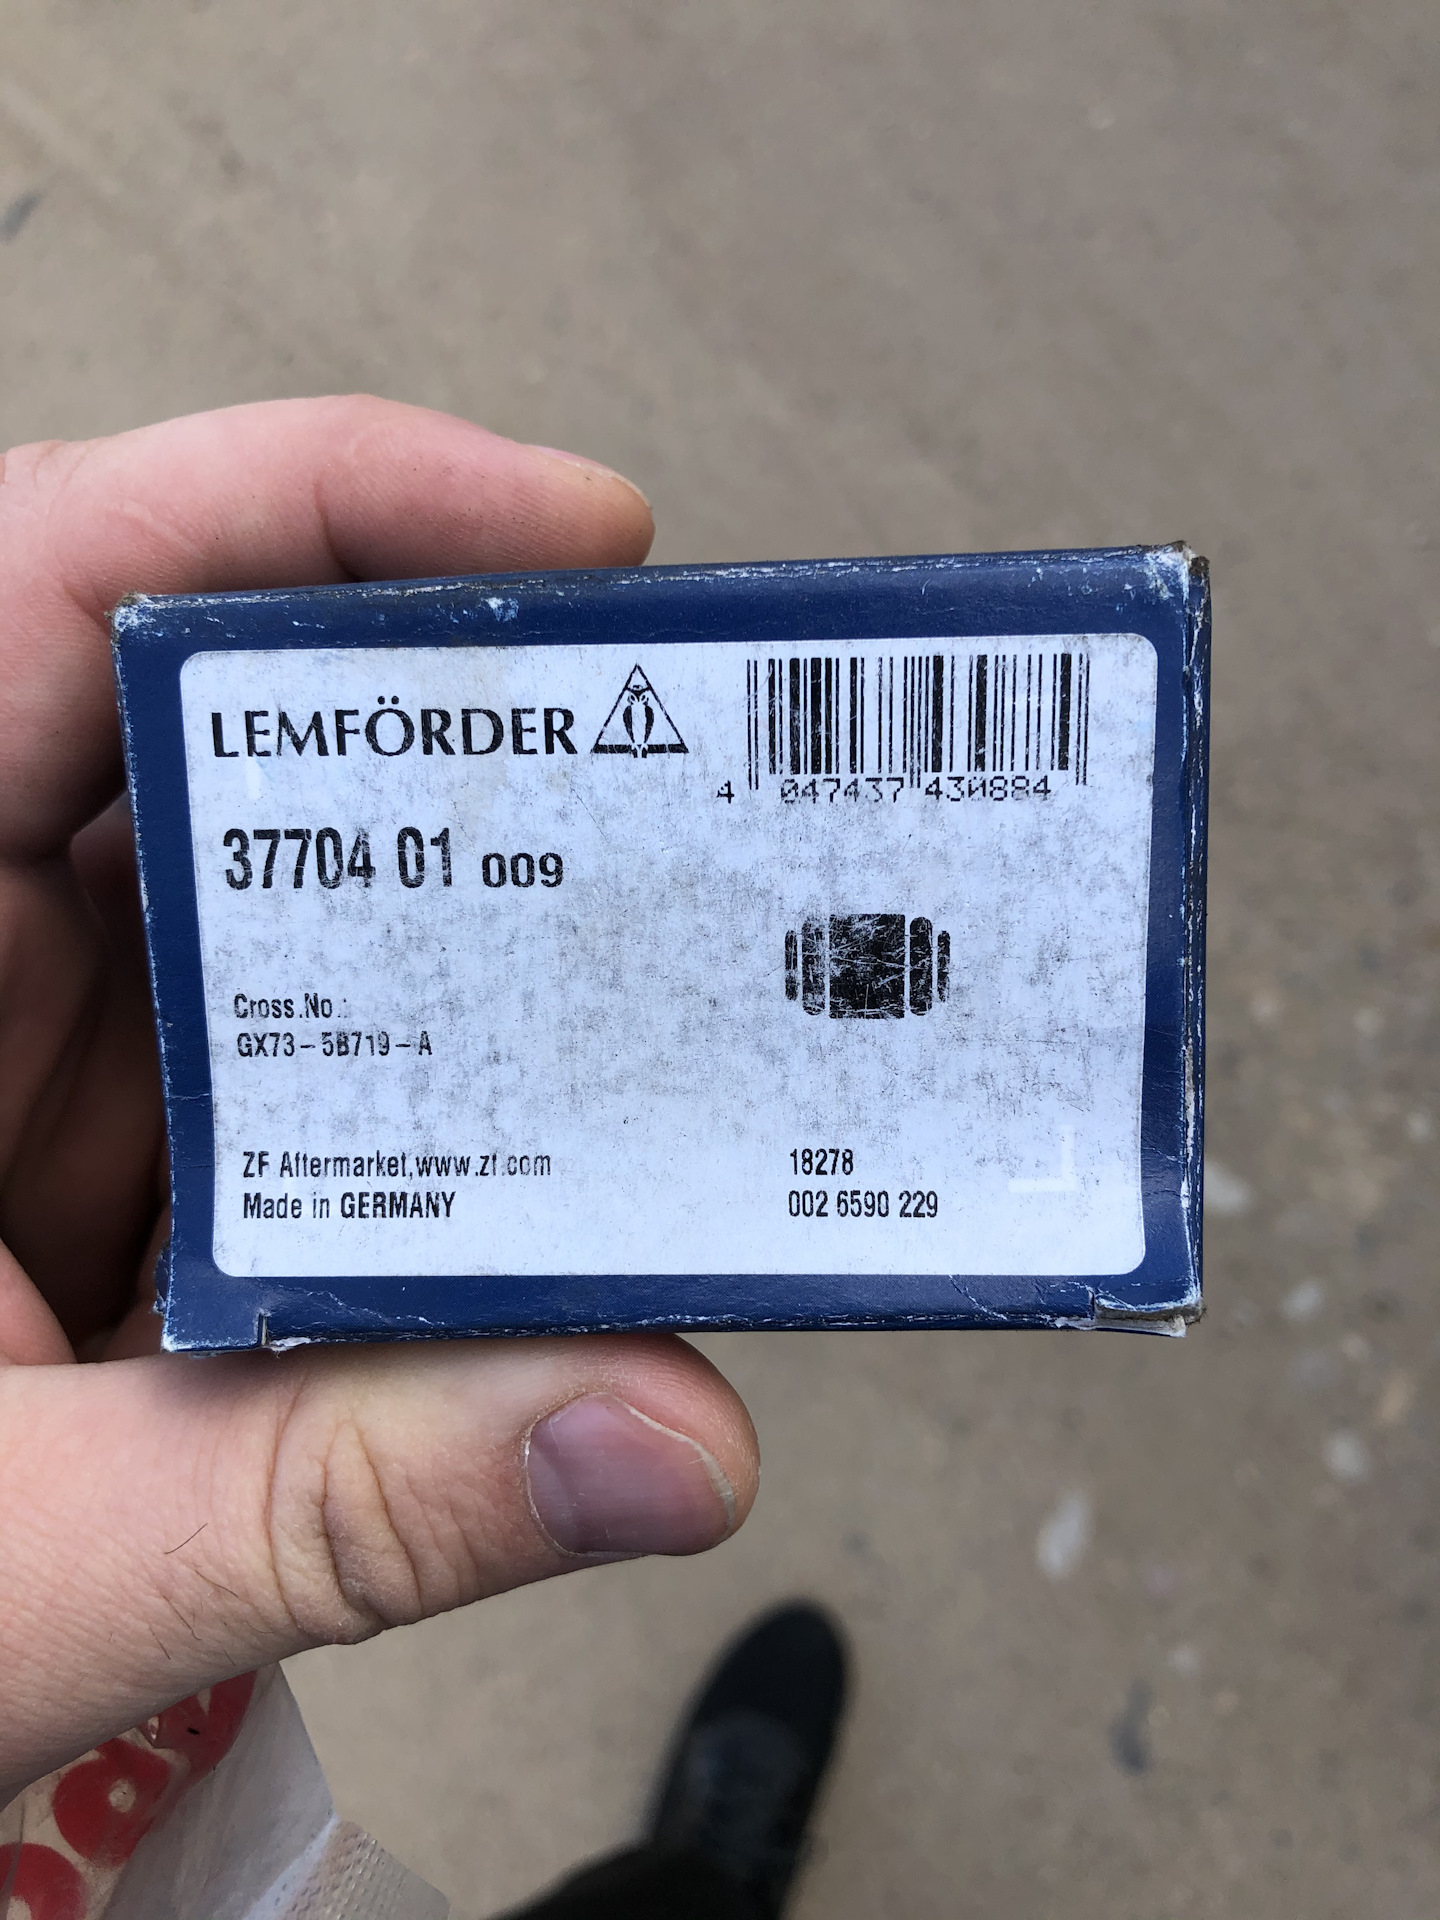 LEMFÖRDER
4 047437 430884
37704 01 009
Cross.No.:
GX73-5B719-A
ZF Aftermarket,www.zf.com
Made in GERMANY
18278
002 6590 229